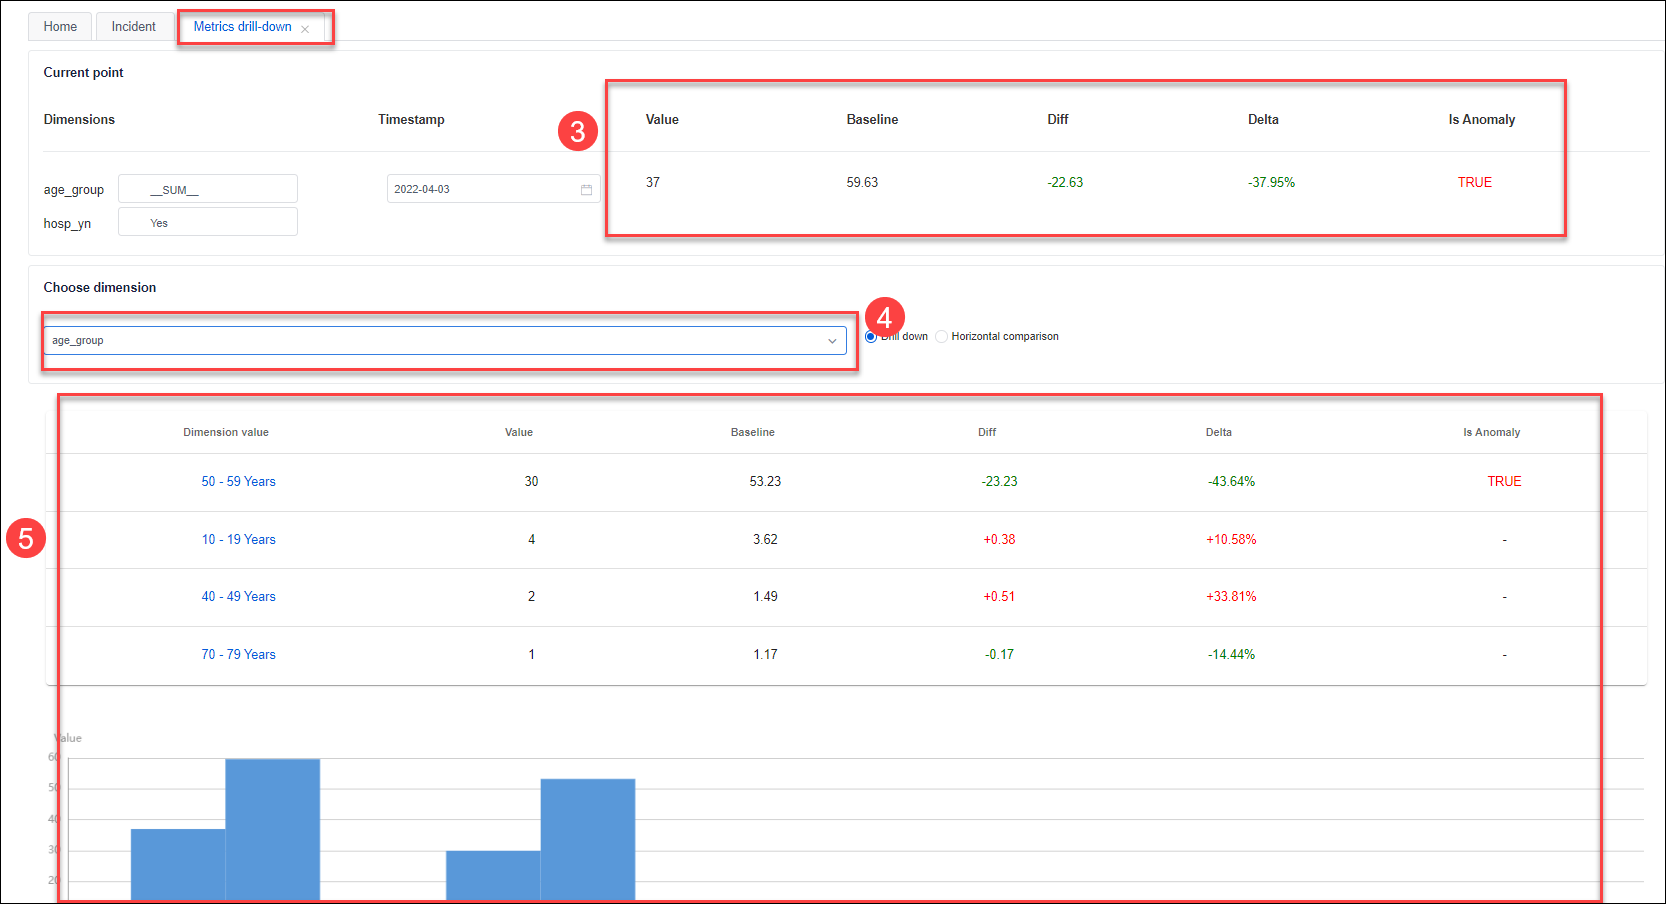 Home Incident Metrics drill-down
Current point
Dimensions Timestamp Value Baseline Diff Delta Is Anomaly
3
age_group __SUM__ 2022-04-03 37 59.63 -22.63 -37.95% TRUE
hosp_yn Yes
Choose dimension
4
age_group Drill down Horizontal comparison
Dimension value Value Baseline Diff Delta Is Anomaly
50 - 59 Years 30 53.23 -23.23 -43.64% TRUE
5
10 - 19 Years 4 3.62 +0.38 +10.58% -
40 - 49 Years 2 1.49 +0.51 +33.81% -
70 - 79 Years 1 1.17 -0.17 -14.44% -
Value
60
50
40
30
20